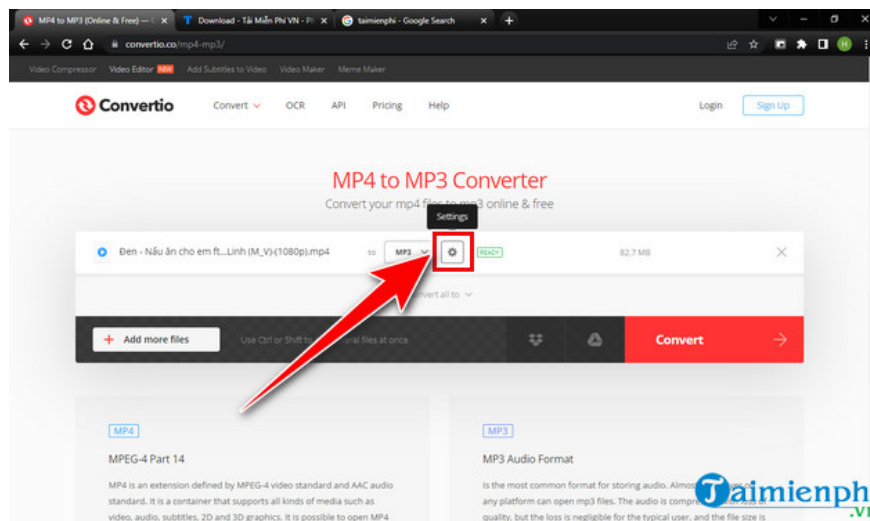 MP4 to MP3 (Online & Free) — C
Download - Tải Miễn Phí VN - Ph
taimienphi - Google Search
convertio.co/mp4-mp3/
Video Compressor Video Editor NEW Add Subtitles to Video Video Maker Meme Maker
Convertio Convert OCR API Pricing Help Login Sign Up
MP4 to MP3 Converter
Convert your mp4 files to mp3 online & free
Settings
Đen - Nấu ăn cho em ft...Linh (M_V)-(1080p).mp4 to MP3 READY 82.7 MB
nvert all to
Add more files Use Ctrl or Shift to ral files at once Convert
MP4
MPEG-4 Part 14
MP4 is an extension defined by MPEG-4 video standard and AAC audio
standard. It is a container that supports all kinds of media such as
video, audio, subtitles, 2D and 3D graphics. It is possible to open MP4
MP3
MP3 Audio Format
Is the most common format for storing audio. Almost
any platform can open mp3 files. The audio is compre
quality, but the loss is negligible for the typical user, and the file size is
Taimienph
.V